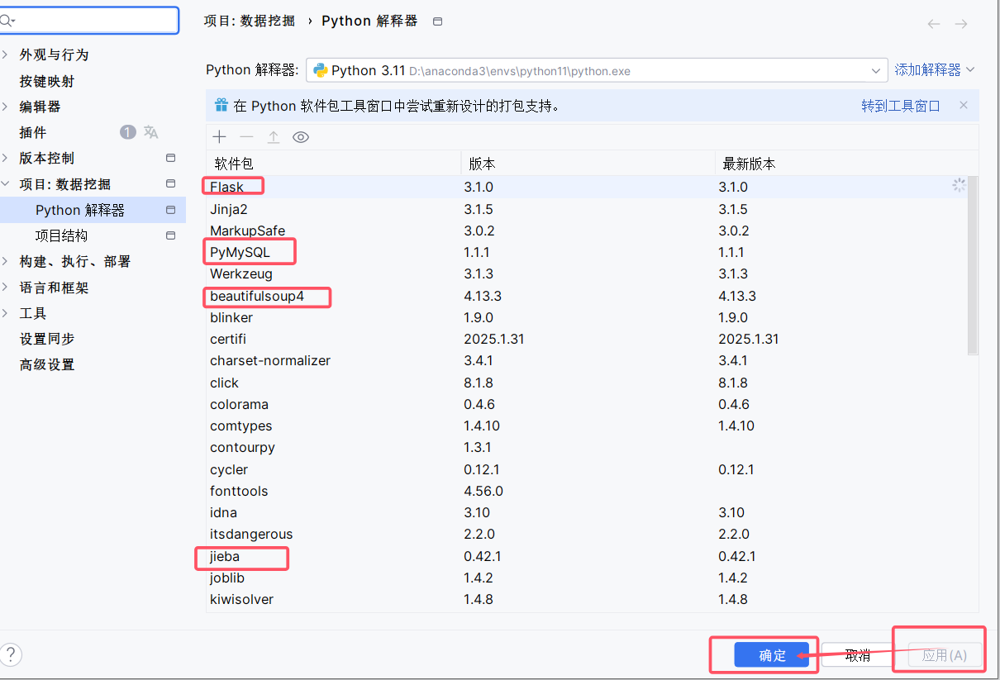 项目: 数据挖掘 › Python 解释器
外观与行为
按键映射
编辑器
插件 1
版本控制
项目: 数据挖掘
Python 解释器
项目结构
构建、执行、部署
语言和框架
工具
设置同步
高级设置
Python 解释器: Python 3.11 D:\anaconda3\envs\python11\python.exe 添加解释器
在 Python 软件包工具窗口中尝试重新设计的打包支持。 转到工具窗口
软件包 版本 最新版本
Flask 3.1.0 3.1.0
Jinja2 3.1.5 3.1.5
MarkupSafe 3.0.2 3.0.2
PyMySQL 1.1.1 1.1.1
Werkzeug 3.1.3 3.1.3
beautifulsoup4 4.13.3 4.13.3
blinker 1.9.0 1.9.0
certifi 2025.1.31 2025.1.31
charset-normalizer 3.4.1 3.4.1
click 8.1.8 8.1.8
colorama 0.4.6 0.4.6
comtypes 1.4.10 1.4.10
contourpy 1.3.1
cycler 0.12.1 0.12.1
fonttools 4.56.0
idna 3.10 3.10
itsdangerous 2.2.0 2.2.0
jieba 0.42.1 0.42.1
joblib 1.4.2 1.4.2
kiwisolver 1.4.8 1.4.8
? 确定 取消 应用(A)